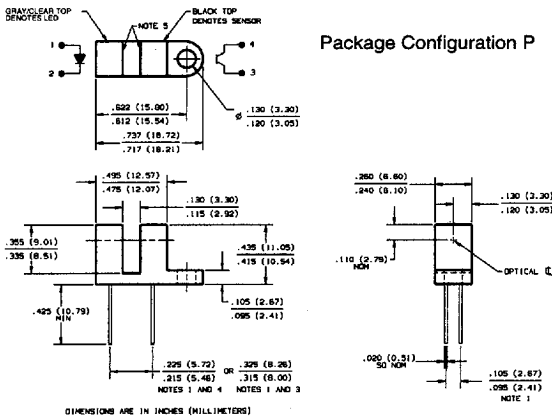 GRAY/CLEAR TOP
DENOTES LED
NOTE 5
BLACK TOP
DENOTES SENSOR
Package Configuration P
1
2
4
3
.622 (15.80)
.612 (15.54)
ø .130 (3.30)
.120 (3.05)
.737 (18.72)
.717 (18.21)
.495 (12.57)
.475 (12.07)
.130 (3.30)
.115 (2.92)
.260 (6.60)
.240 (6.10)
.130 (3.30)
.120 (3.05)
.355 (9.01)
.335 (8.51)
.435 (11.05)
.415 (10.54)
.110 (2.79)
NOM
OPTICAL ℄
.105 (2.67)
.095 (2.41)
.425 (10.79)
MIN
.225 (5.72)
.215 (5.46)
NOTES 1 AND 4
OR
.325 (8.26)
.315 (8.00)
NOTES 1 AND 3
.020 (0.51)
SQ NOM
.105 (2.67)
.095 (2.41)
NOTE 1
DIMENSIONS ARE IN INCHES (MILLIMETERS)